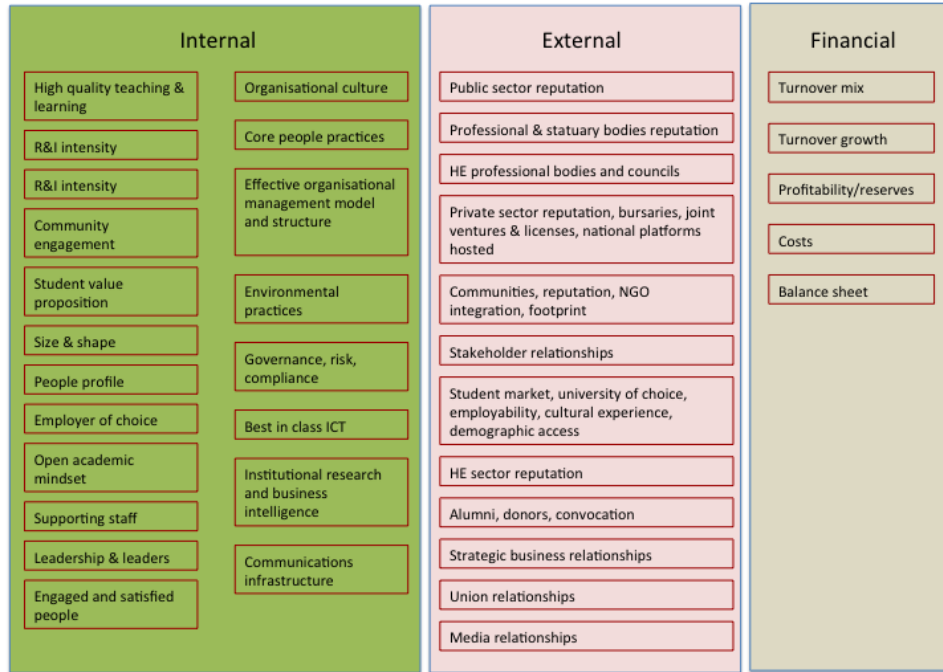 Internal
High quality teaching &
learning
R&I intensity
R&I intensity
Community
engagement
Student value
proposition
Size & shape
People profile
Employer of choice
Open academic
mindset
Supporting staff
Leadership & leaders
Engaged and satisfied
people
Organisational culture
Core people practices
Effective organisational
management model
and structure
Environmental
practices
Governance, risk,
compliance
Best in class ICT
Institutional research
and business
intelligence
Communications
infrastructure
External
Public sector reputation
Professional & statuary bodies reputation
HE professional bodies and councils
Private sector reputation, bursaries, joint
ventures & licenses, national platforms
hosted
Communities, reputation, NGO
integration, footprint
Stakeholder relationships
Student market, university of choice,
employability, cultural experience,
demographic access
HE sector reputation
Alumni, donors, convocation
Strategic business relationships
Union relationships
Media relationships
Financial
Turnover mix
Turnover growth
Profitability/reserves
Costs
Balance sheet